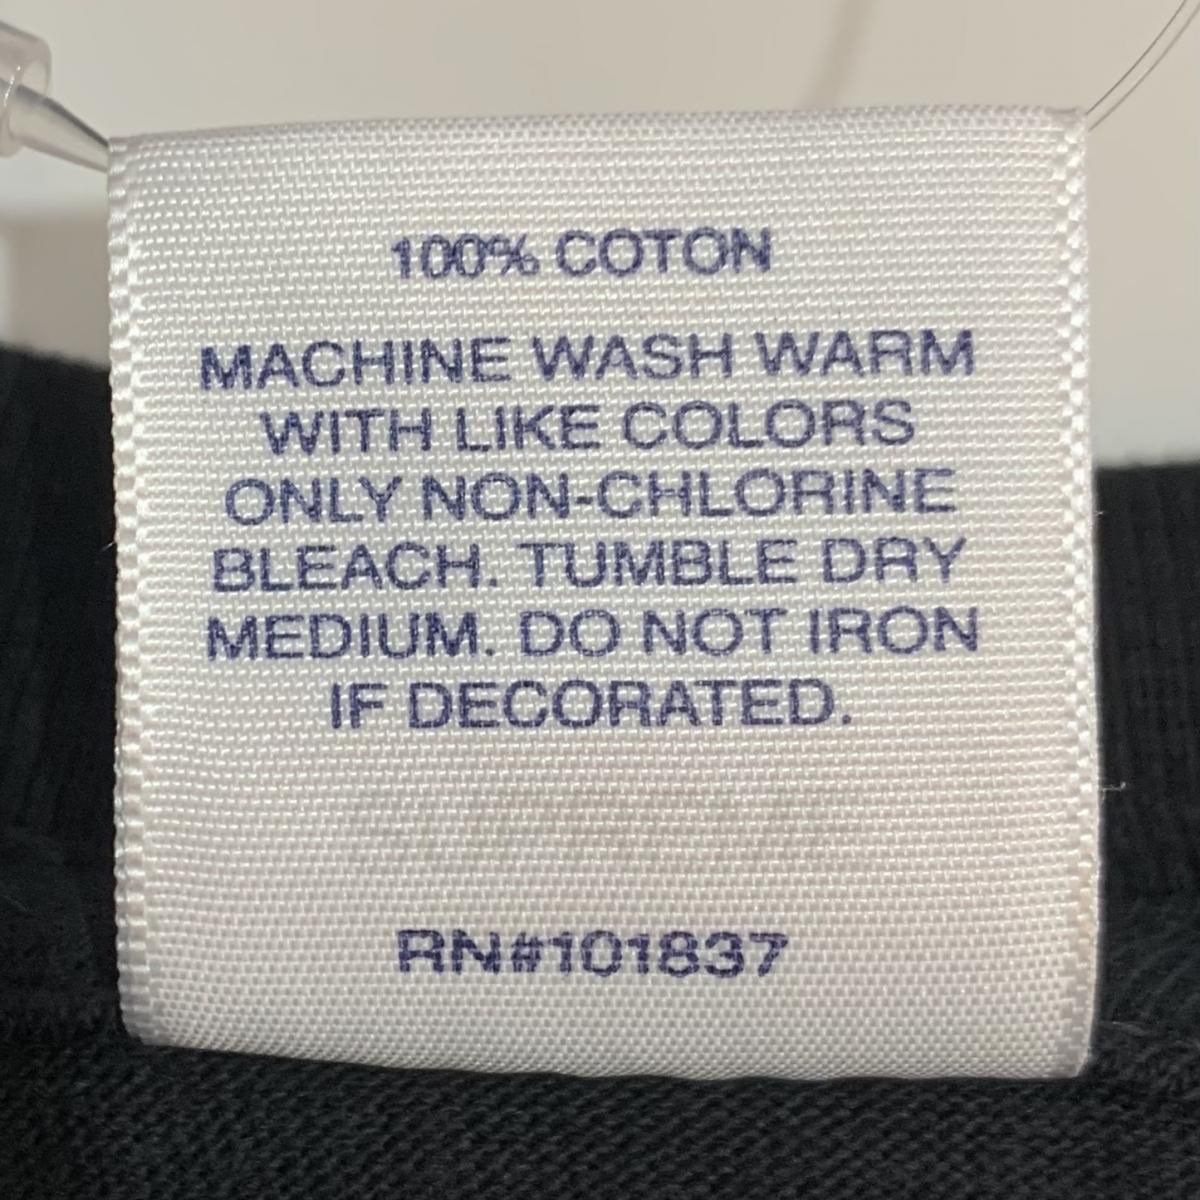 100% COTON
MACHINE WASH WARM
WITH LIKE COLORS
ONLY NON-CHLORINE
BLEACH. TUMBLE DRY
MEDIUM. DO NOT IRON
IF DECORATED.
RN#101837